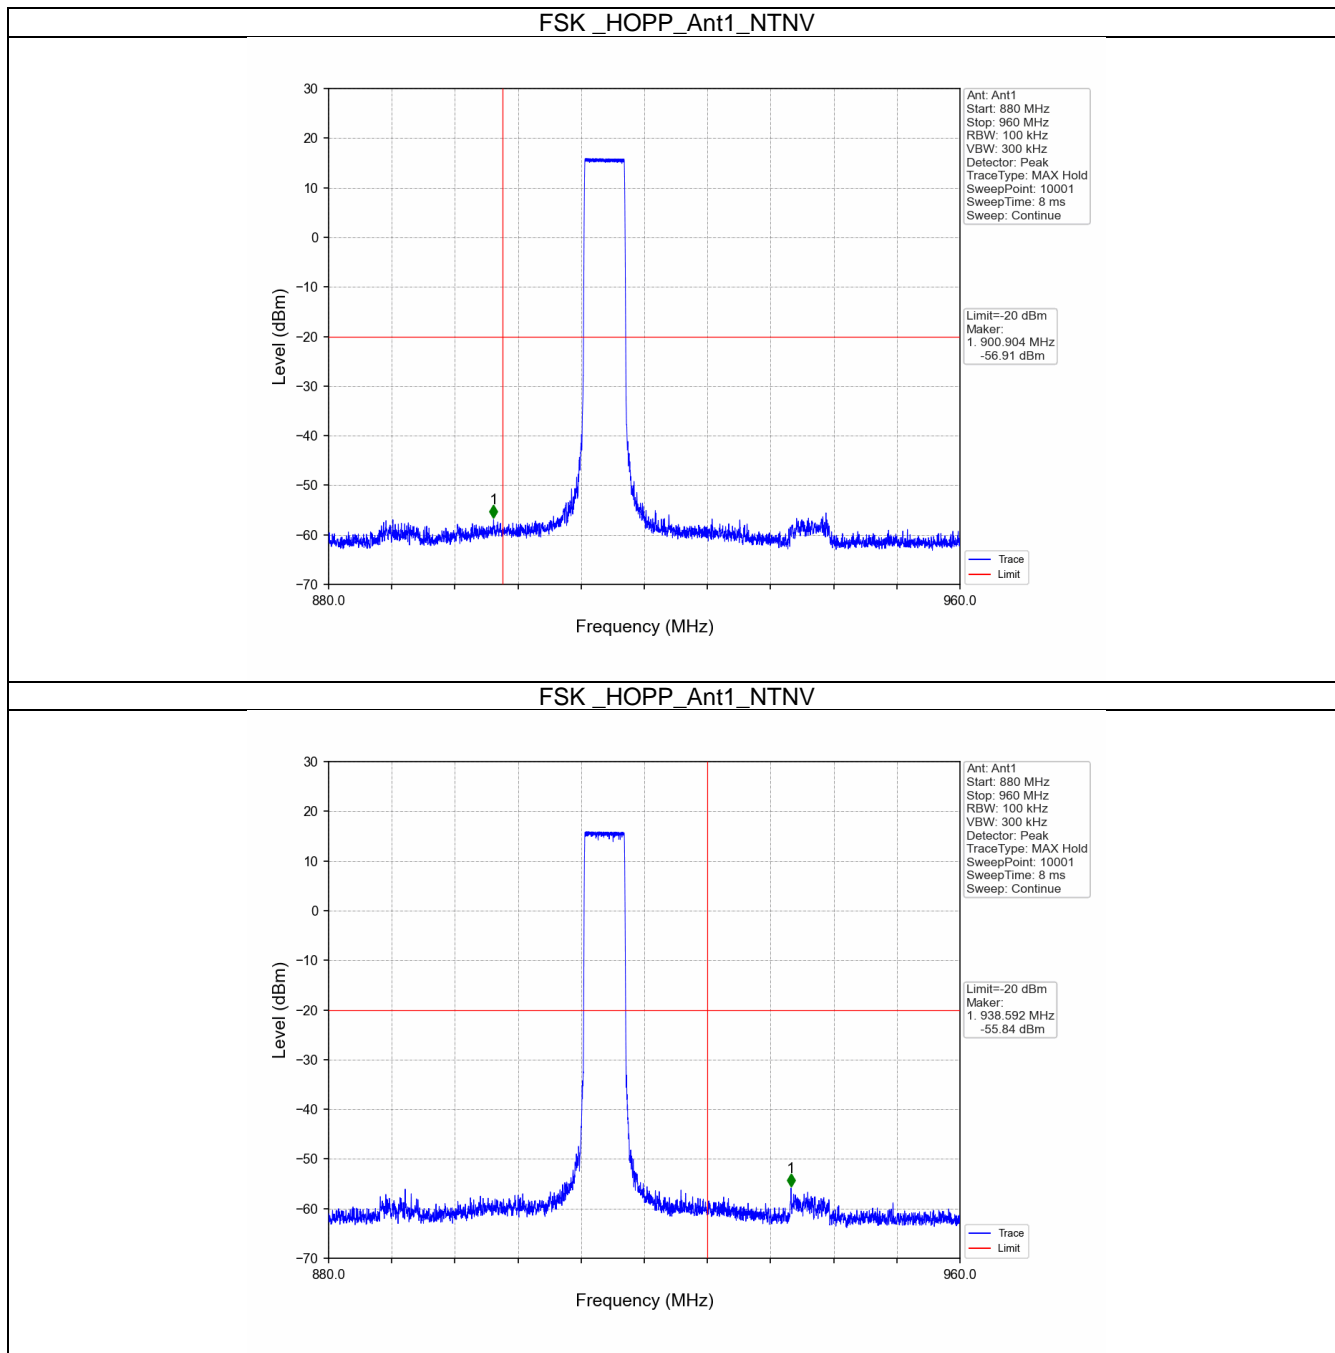 FSK _HOPP_Ant1_NTNV
30
20
10
0
−10
−20
−30
−40
−50
−60
−70
Level (dBm)
1
880.0
960.0
Frequency (MHz)
Ant: Ant1
Start: 880 MHz
Stop: 960 MHz
RBW: 100 kHz
VBW: 300 kHz
Detector: Peak
TraceType: MAX Hold
SweepPoint: 10001
SweepTime: 8 ms
Sweep: Continue
Limit=-20 dBm
Maker:
1. 900.904 MHz
-56.91 dBm
Trace
Limit
FSK _HOPP_Ant1_NTNV
30
20
10
0
−10
−20
−30
−40
−50
−60
−70
Level (dBm)
1
880.0
960.0
Frequency (MHz)
Ant: Ant1
Start: 880 MHz
Stop: 960 MHz
RBW: 100 kHz
VBW: 300 kHz
Detector: Peak
TraceType: MAX Hold
SweepPoint: 10001
SweepTime: 8 ms
Sweep: Continue
Limit=-20 dBm
Maker:
1. 938.592 MHz
-55.84 dBm
Trace
Limit